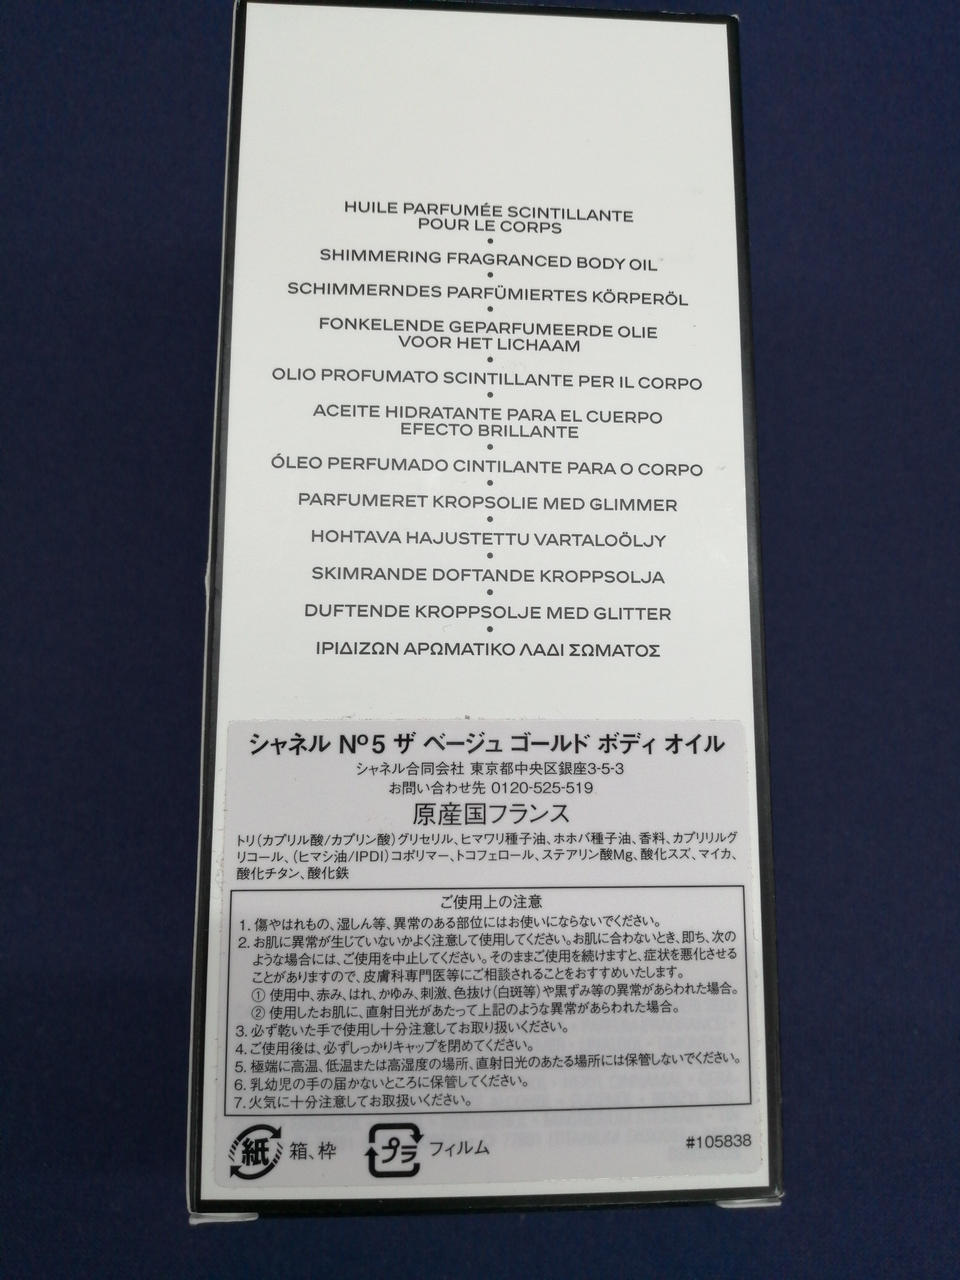 HUILE PARFUMÉE SCINTILLANTE
POUR LE CORPS
•
SHIMMERING FRAGRANCED BODY OIL
•
SCHIMMERNDES PARFÜMIERTES KÖRPERÖL
•
FONKELENDE GEPARFUMEERDE OLIE
VOOR HET LICHAAM
•
OLIO PROFUMATO SCINTILLANTE PER IL CORPO
•
ACEITE HIDRATANTE PARA EL CUERPO
EFECTO BRILLANTE
•
ÓLEO PERFUMADO CINTILANTE PARA O CORPO
•
PARFUMERET KROPSOLIE MED GLIMMER
•
HOHTAVA HAJUSTETTU VARTALOÖLJY
•
SKIMRANDE DOFTANDE KROPPSOLJA
•
DUFTENDE KROPPSOLJE MED GLITTER
•
ΙΡΙΔΙΖΩΝ ΑΡΩΜΑΤΙΚΟ ΛΑΔΙ ΣΩΜΑΤΟΣ
シャネル Nº5 ザ ベージュ ゴールド ボディ オイル
シャネル合同会社 東京都中央区銀座3-5-3
お問い合わせ先 0120-525-519
原産国フランス
トリ(カプリル酸/カプリン酸)グリセリル、ヒマワリ種子油、ホホバ種子油、香料、カプリリルグ
リコール、(ヒマシ油/IPDI)コポリマー、トコフェロール、ステアリン酸Mg、酸化スズ、マイカ、
酸化チタン、酸化鉄
ご使用上の注意
1. 傷やはれもの、湿しん等、異常のある部位にはお使いにならないでください。
2. お肌に異常が生じていないかよく注意して使用してください。お肌に合わないとき、即ち、次の
ような場合には、ご使用を中止してください。そのままご使用を続けますと、症状を悪化させる
ことがありますので、皮膚科専門医等にご相談されることをおすすめいたします。
① 使用中、赤み、はれ、かゆみ、刺激、色抜け(白斑等)や黒ずみ等の異常があらわれた場合。
② 使用したお肌に、直射日光があたって上記のような異常があらわれた場合。
3. 必ず乾いた手で使用し十分注意してお取り扱いください。
4. ご使用後は、必ずしっかりキャップを閉めてください。
5. 極端に高温、低温または高湿度の場所、直射日光のあたる場所には保管しないでください。
6. 乳幼児の手の届かないところに保管してください。
7. 火気に十分注意してお取扱いください。
紙 箱、枠 プラ フィルム #105838